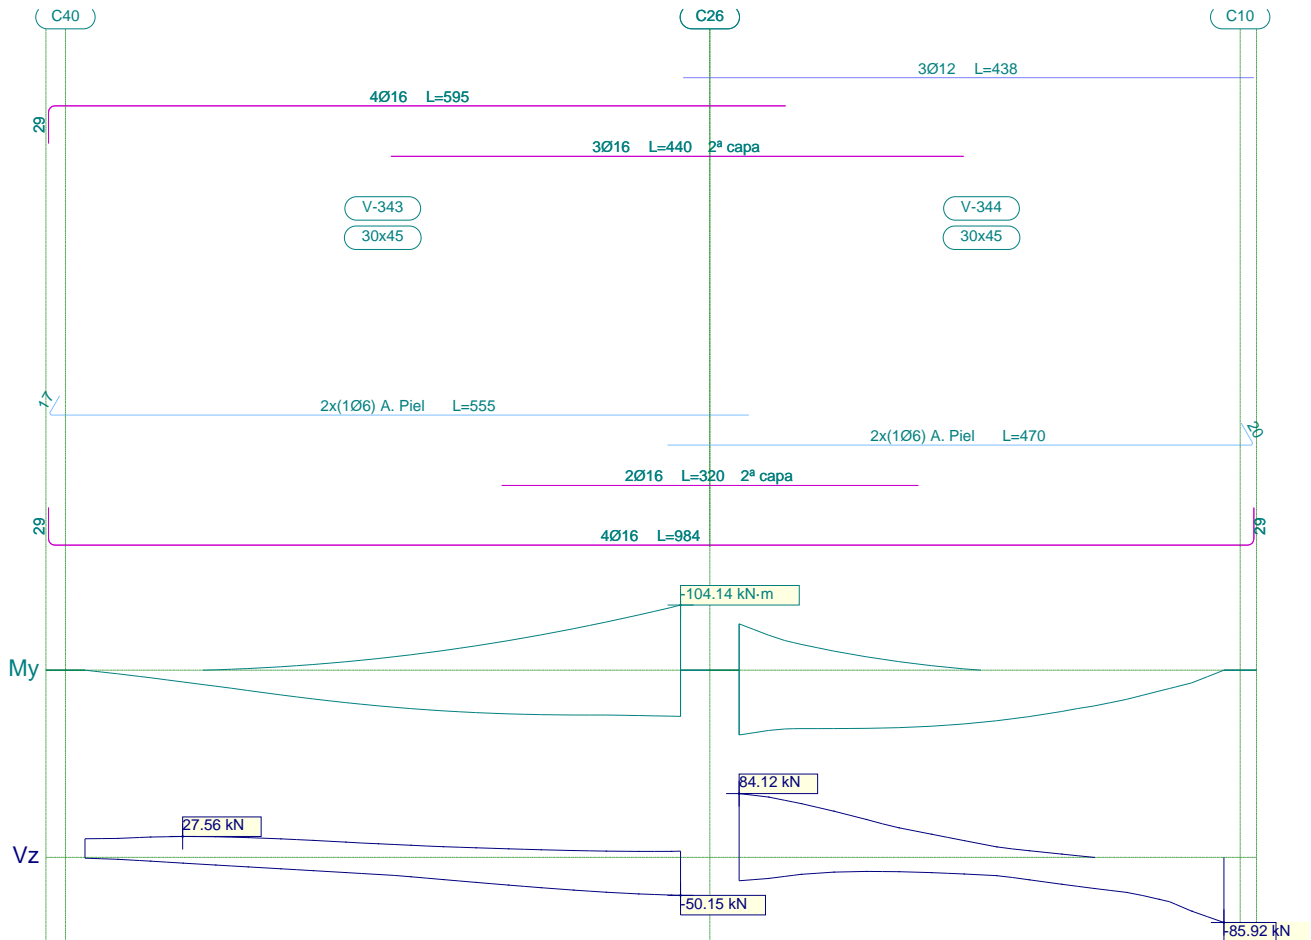 C40 C26 C10
3Ø12 L=438
4Ø16 L=595
29
3Ø16 L=440 2ª capa
V-343 V-344
30x45 30x45
17
2x(1Ø6) A. Piel L=555
20
2x(1Ø6) A. Piel L=470
2Ø16 L=320 2ª capa
29 29
4Ø16 L=984
-104.14 kN·m
My
84.12 kN
27.56 kN
Vz
-50.15 kN
-85.92 kN